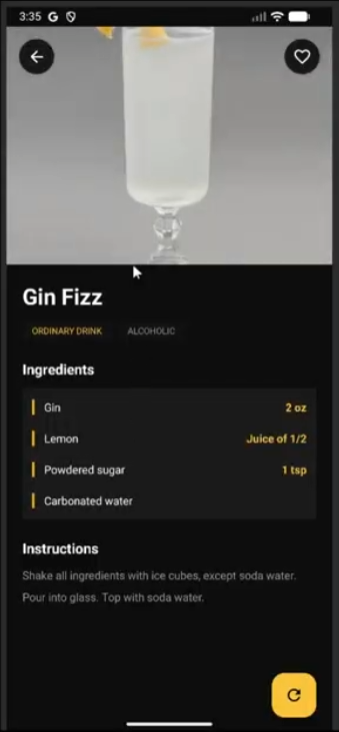 3:35 G
Gin Fizz
ORDINARY DRINK ALCOHOLIC
Ingredients
Gin 2 oz
Lemon Juice of 1/2
Powdered sugar 1 tsp
Carbonated water
Instructions
Shake all ingredients with ice cubes, except soda water.
Pour into glass. Top with soda water.